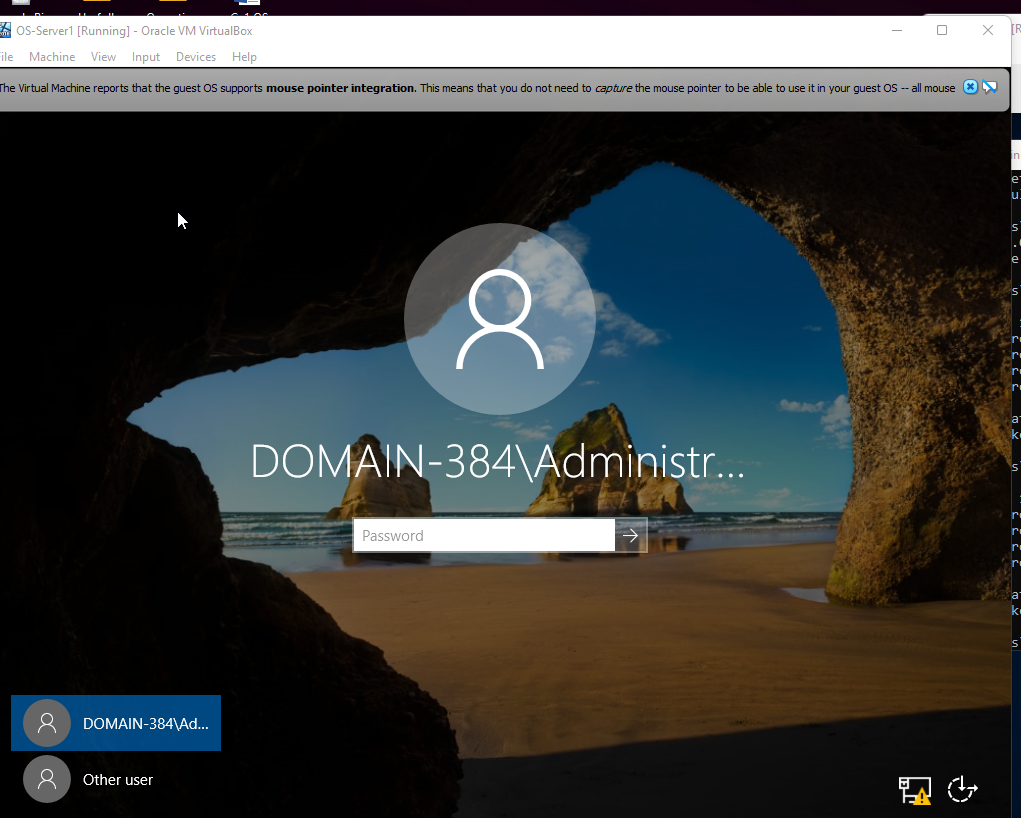 OS-Server1 [Running] - Oracle VM VirtualBox
Machine View Input Devices Help
The Virtual Machine reports that the guest OS supports mouse pointer integration. This means that you do not need to capture the mouse pointer to be able to use it in your guest OS -- all mouse
DOMAIN-384\Administr...
Password
DOMAIN-384\Ad...
Other user